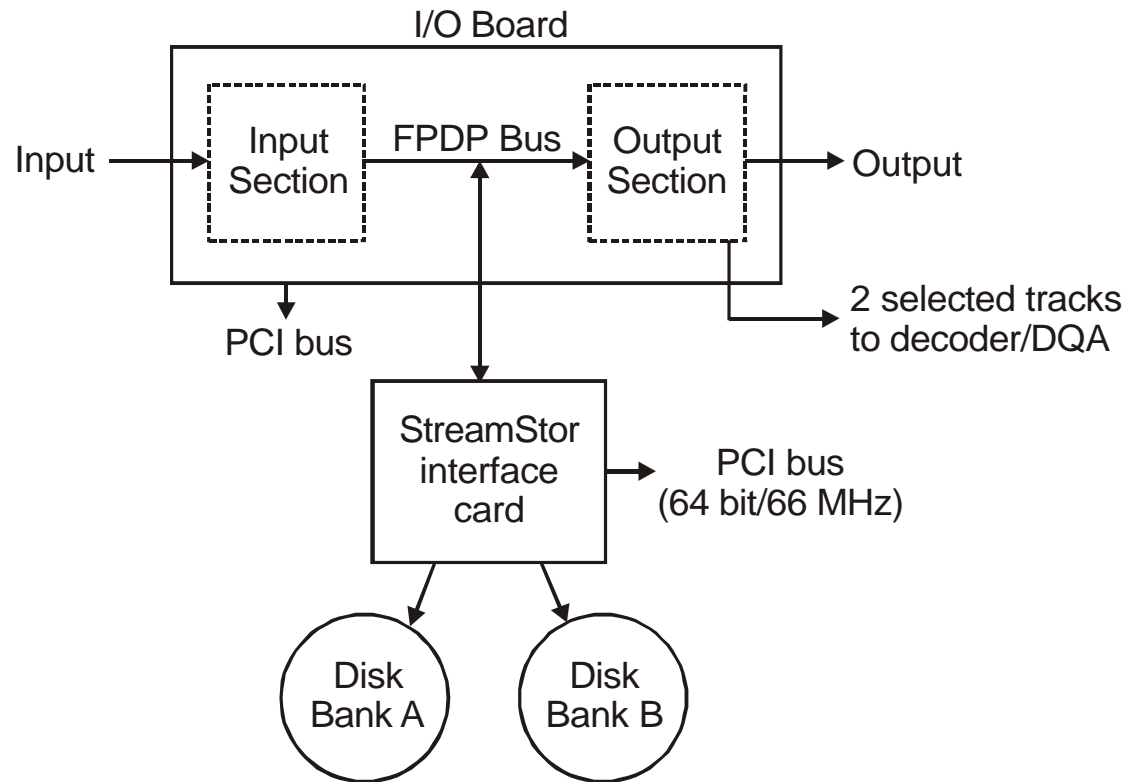 I/O Board
Input
Input
Section
FPDP Bus
Output
Section
Output
2 selected tracks
to decoder/DQA
PCI bus
StreamStor
interface
card
PCI bus
(64 bit/66 MHz)
Disk
Bank A
Disk
Bank B